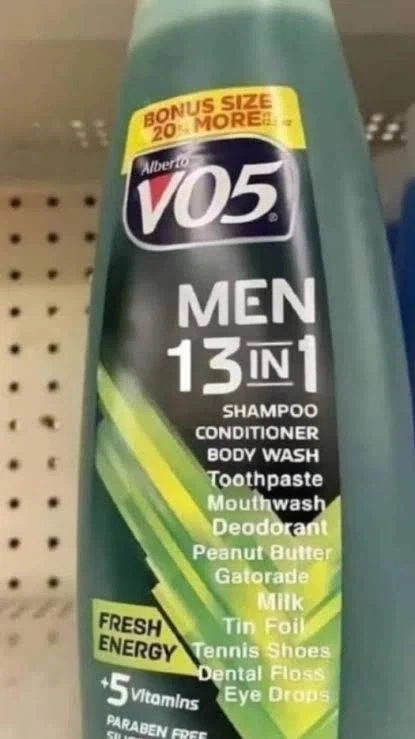 BONUS SIZE
20% MORE
Alberto
VO5®
MEN
13 IN 1
SHAMPOO
CONDITIONER
BODY WASH
Toothpaste
Mouthwash
Deodorant
Peanut Butter
Gatorade
Milk
Tin Foil
Tennis Shoes
Dental Floss
Eye Drops
FRESH
ENERGY
+5 Vitamins
PARABEN FREE